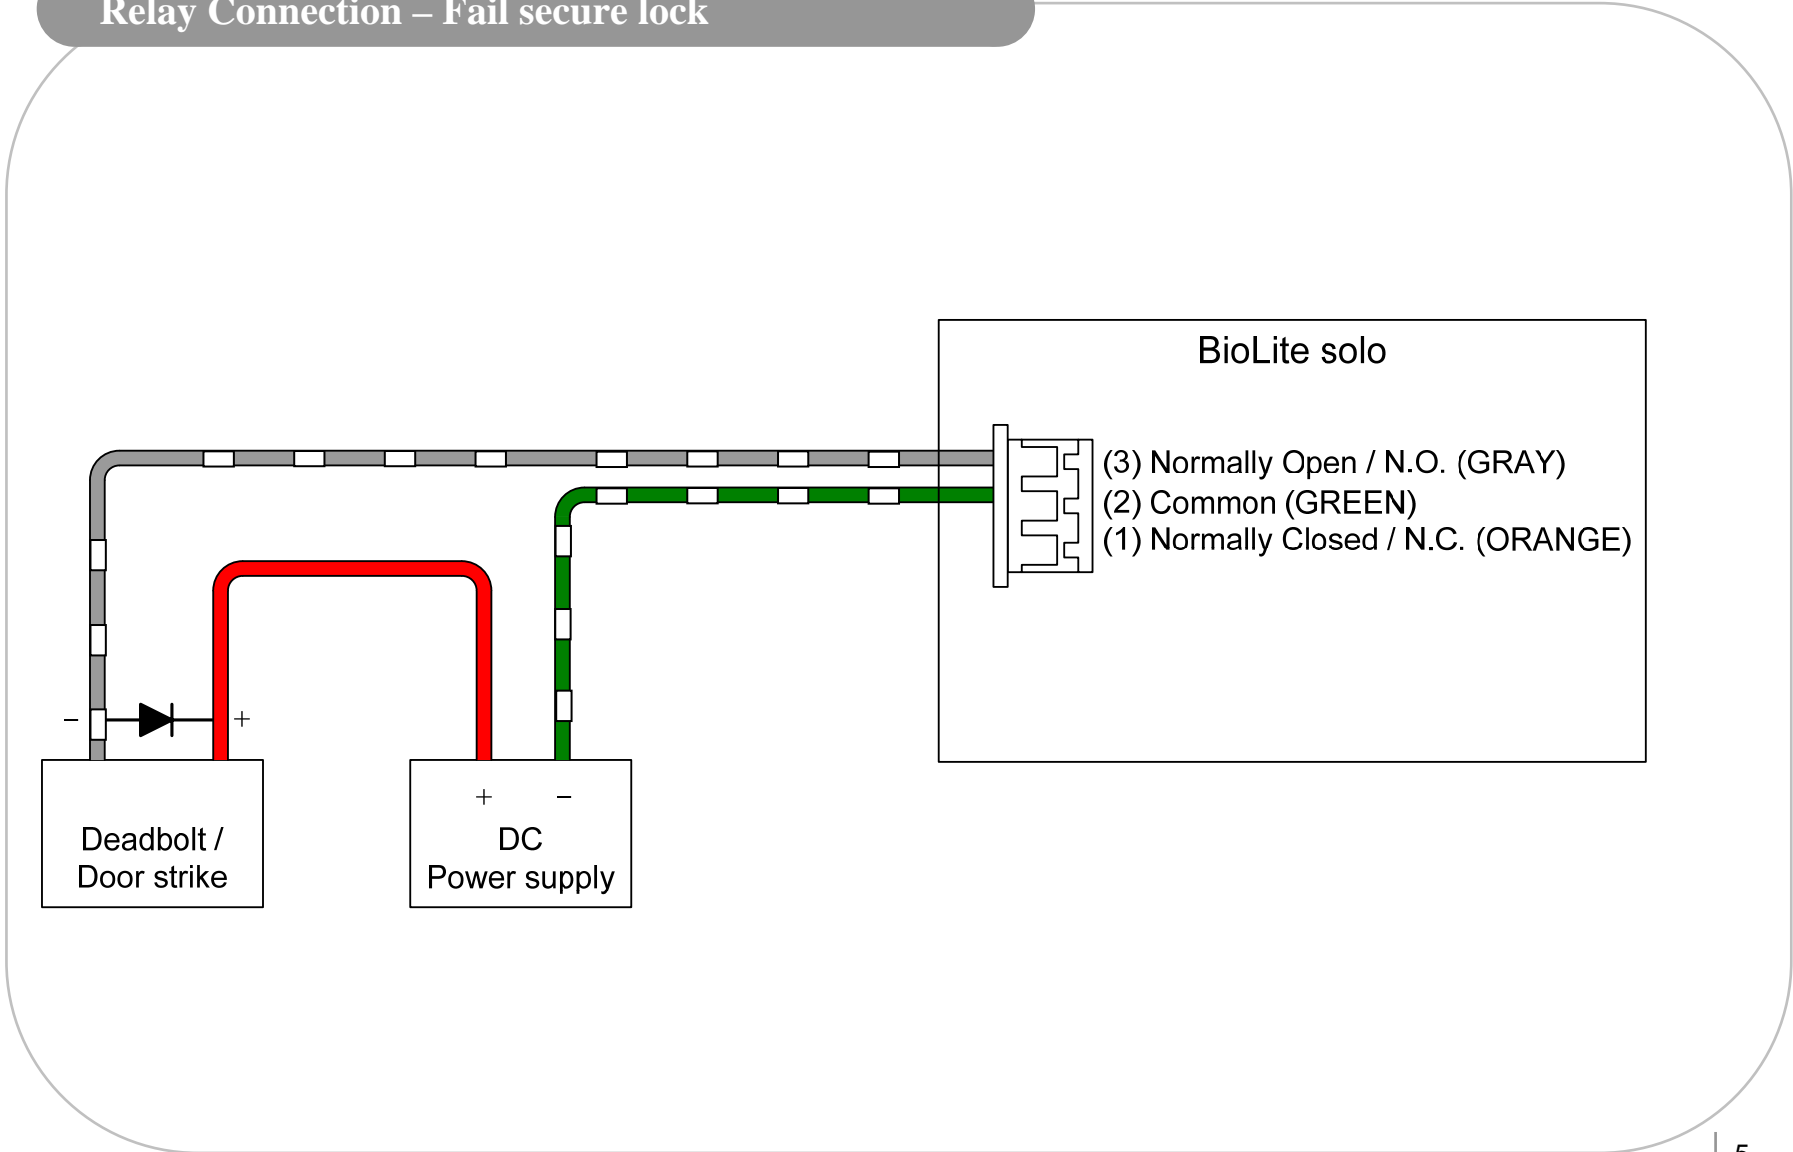 Relay Connection – Fail secure lock
BioLite solo
(3) Normally Open / N.O. (GRAY)
(2) Common (GREEN)
(1) Normally Closed / N.C. (ORANGE)
– +
+ –
Deadbolt /
Door strike
DC
Power supply
5